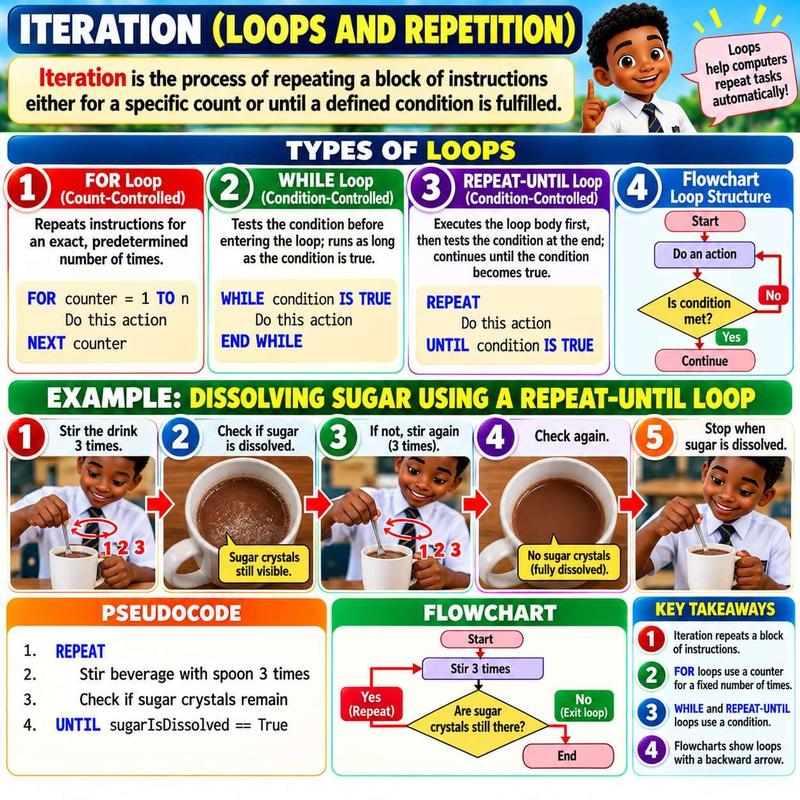 ITERATION (LOOPS AND REPETITION)
Iteration is the process of repeating a block of instructions
either for a specific count or until a defined condition is fulfilled.
Loops
help computers
repeat tasks
automatically!
TYPES OF LOOPS
1
FOR Loop
(Count-Controlled)
Repeats instructions for
an exact, predetermined
number of times.
FOR counter = 1 TO n
Do this action
NEXT counter
2
WHILE Loop
(Condition-Controlled)
Tests the condition before
entering the loop; runs as long
as the condition is true.
WHILE condition IS TRUE
Do this action
END WHILE
3
REPEAT-UNTIL Loop
(Condition-Controlled)
Executes the loop body first,
then tests the condition at the end;
continues until the condition
becomes true.
REPEAT
Do this action
UNTIL condition IS TRUE
4
Flowchart
Loop Structure
Start
Do an action
Is condition
met?
No
Yes
Continue
EXAMPLE: DISSOLVING SUGAR USING A REPEAT-UNTIL LOOP
1
Stir the drink
3 times.
1 2 3
2
Check if sugar
is dissolved.
Sugar crystals
still visible.
3
If not, stir again
(3 times).
1 2 3
4
Check again.
No sugar crystals
(fully dissolved).
5
Stop when
sugar is dissolved.
PSEUDOCODE
1. REPEAT
2. Stir beverage with spoon 3 times
3. Check if sugar crystals remain
4. UNTIL sugarIsDissolved == True
FLOWCHART
Start
Stir 3 times
Yes
(Repeat)
Are sugar
crystals still there?
No
(Exit loop)
End
KEY TAKEAWAYS
1
Iteration repeats a block
of instructions.
2
FOR loops use a counter
for a fixed number of times.
3
WHILE and REPEAT-UNTIL
loops use a condition.
4
Flowcharts show loops
with a backward arrow.